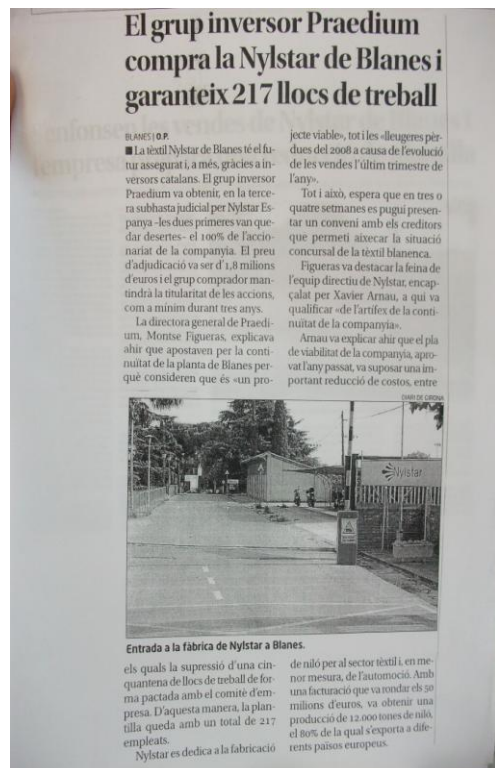 El grup inversor Praedium
compra la Nylstar de Blanes i
garanteix 217 llocs de treball
BLANES | O.P.
■ La tèxtil Nylstar de Blanes té el fu-
tur assegurat i, a més, gràcies a in-
versors catalans. El grup inversor
Praedium va obtenir, en la terce-
ra subhasta judicial per Nylstar Es-
panya -les dues primeres van que-
dar desertes- el 100% de l'accio-
nariat de la companyia. El preu
d'adjudicació va ser d'1,8 milions
d'euros i el grup comprador man-
tindrà la titularitat de les accions,
com a mínim durant tres anys.
La directora general de Praedi-
um, Montse Figueras, explicava
ahir que apostaven per la conti-
nuïtat de la planta de Blanes per-
què consideren que és «un pro-
jecte viable», tot i les «lleugeres pèr-
dues del 2008 a causa de l'evolució
de les vendes l'últim trimestre de
l'any».
Tot i això, espera que en tres o
quatre setmanes es pugui presen-
tar un conveni amb els creditors
que permeti aixecar la situació
concursal de la tèxtil blanenca.
Figueras va destacar la feina de
l'equip directiu de Nylstar, encap-
çalat per Xavier Arnau, a qui va
qualificar «de l'artífex de la conti-
nuïtat de la companyia».
Arnau va explicar ahir que el pla
de viabilitat de la companyia, apro-
vat l'any passat, va suposar una im-
portant reducció de costos, entre
DIARI DE GIRONA
Nylstar
Entrada a la fàbrica de Nylstar a Blanes.
els quals la supressió d'una cin-
quantena de llocs de treball de for-
ma pactada amb el comitè d'em-
presa. D'aquesta manera, la plan-
tilla queda amb un total de 217
empleats.
Nylstar es dedica a la fabricació
de niló per al sector tèxtil i, en me-
nor mesura, de l'automoció. Amb
una facturació que va rondar els 50
milions d'euros, va obtenir una
producció de 12.000 tones de niló,
el 80% de la qual s'exporta a dife-
rents països europeus.